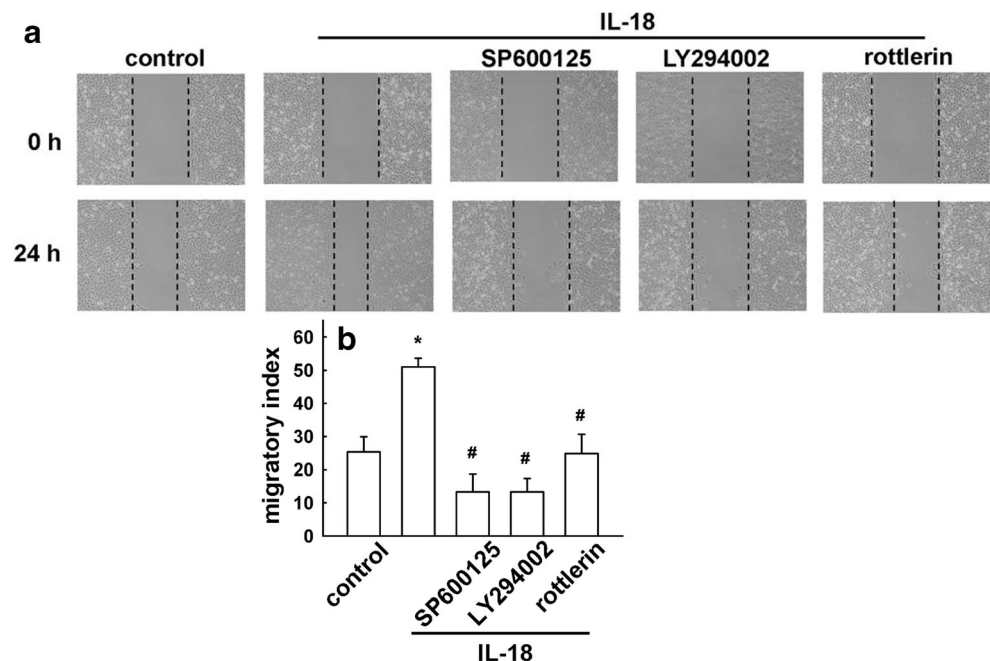 a
IL-18
control
SP600125
LY294002
rottlerin
0 h
24 h
b
migratory index
60
50
40
30
20
10
0
*
#
#
#
control
SP600125
LY294002
rottlerin
IL-18